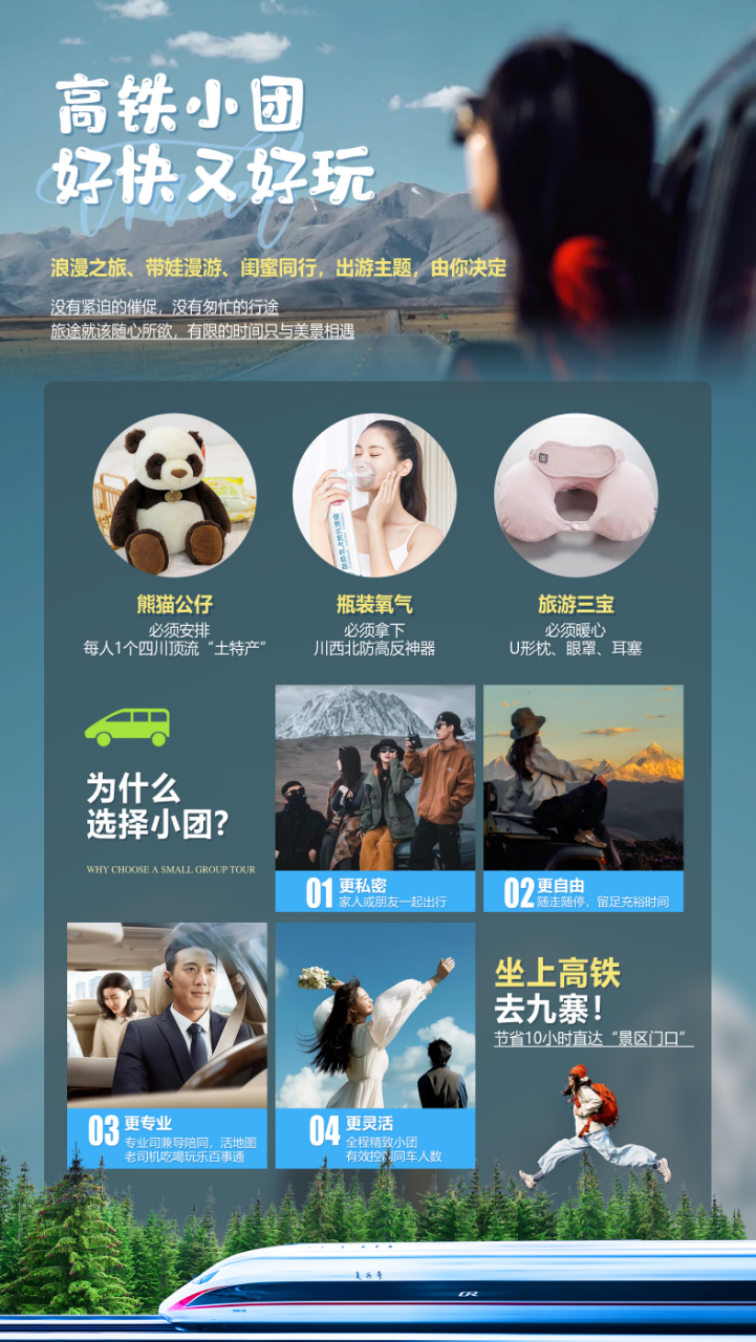 高铁小团
好快又好玩
Travel
浪漫之旅、带娃漫游、闺蜜同行，出游主题，由你决定
没有紧迫的催促，没有匆忙的行途
旅途就该随心所欲，有限的时间只与美景相遇
熊猫公仔
必须安排
每人1个四川顶流“土特产”
瓶装氧气
必须拿下
川西北防高反神器
旅游三宝
必须暖心
U形枕、眼罩、耳塞
为什么
选择小团?
WHY CHOOSE A SMALL GROUP TOUR
01 更私密
家人或朋友一起出行
02 更自由
随走随停，留足充裕时间
03 更专业
专业司兼导陪同，活地图
老司机吃喝玩乐百事通
04 更灵活
全程精致小团
有效控制同车人数
坐上高铁
去九寨！
节省10小时直达“景区门口”
复兴号
CR